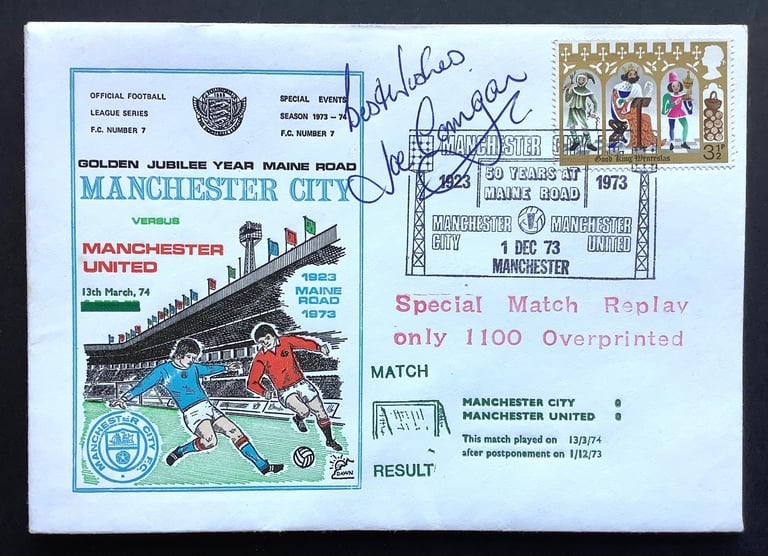 OFFICIAL FOOTBALL
LEAGUE SERIES
F.C. NUMBER 7
SPECIAL EVENTS
SEASON 1973 – 74
F.C. NUMBER 7
GOLDEN JUBILEE YEAR MAINE ROAD
MANCHESTER CITY
VERSUS
MANCHESTER
UNITED
13th March, 74
1923
MAINE
ROAD
1973
MANCHESTER CITY
F.C.
Best Wishes
Joe Corrigan
Good King Wenceslas
3½P
MANCHESTER
1923
50 YEARS AT
MAINE ROAD
1973
MANCHESTER
CITY
MANCHESTER
UNITED
1 DEC 73
MANCHESTER
Special Match Replay
only 1100 Overprinted
MATCH
MANCHESTER CITY 0
MANCHESTER UNITED 0
This match played on 13/3/74
after postponement on 1/12/73
RESULT